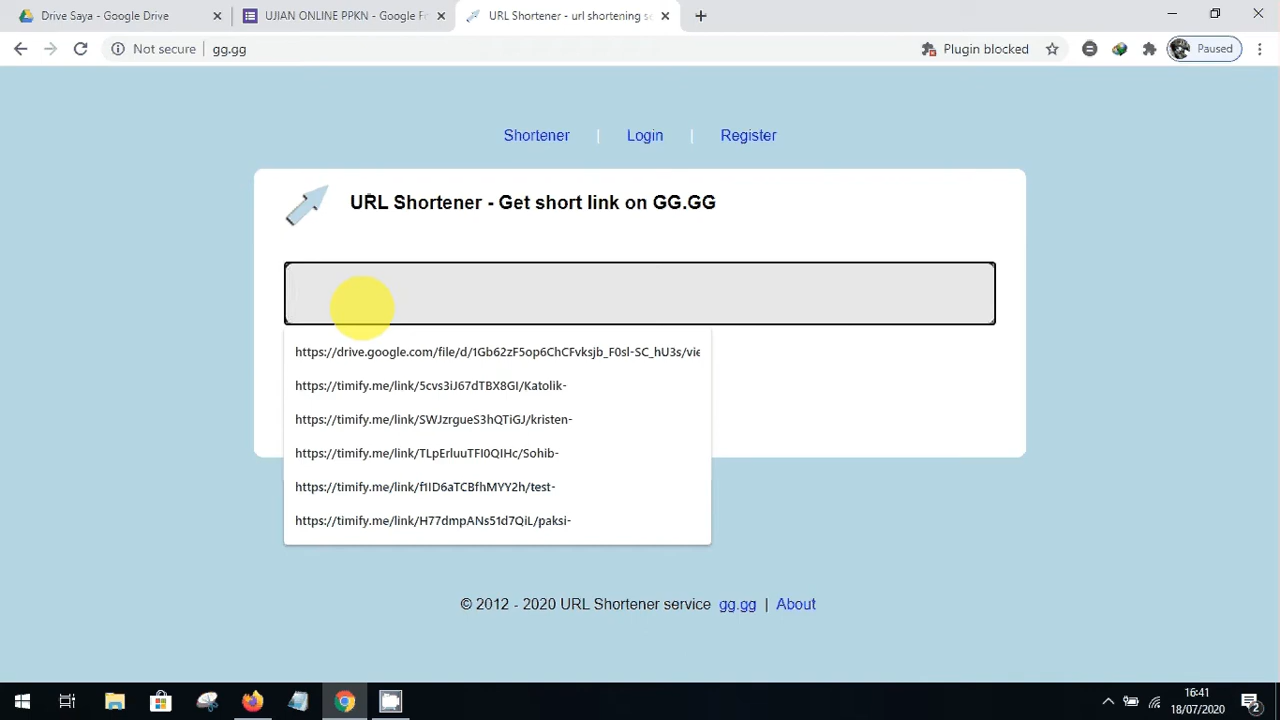 Drive Saya - Google Drive
UJIAN ONLINE PPKN - Google Fo
URL Shortener - url shortening se
Not secure
gg.gg
Plugin blocked
Paused
Shortener | Login | Register
URL Shortener - Get short link on GG.GG
https://drive.google.com/file/d/1Gb62zF5op6ChCFvksjb_F0sl-SC_hU3s/vie
https://timify.me/link/5cvs3iJ67dTBX8GI/Katolik-
https://timify.me/link/SWJzrgueS3hQTiGJ/kristen-
https://timify.me/link/TLpErluuTFI0QIHc/Sohib-
https://timify.me/link/f1ID6aTCBfhMYY2h/test-
https://timify.me/link/H77dmpANs51d7QiL/paksi-
© 2012 - 2020 URL Shortener service gg.gg | About
16:41
18/07/2020
2